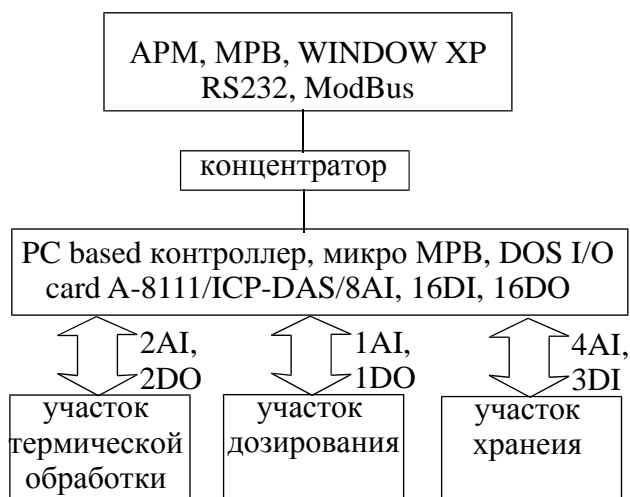 АРМ, МРВ, WINDOW XP
RS232, ModBus
концентратор
PC based контроллер, микро МРВ, DOS I/O
card A-8111/ICP-DAS/8AI, 16DI, 16DO
2AI,
2DO
1AI,
1DO
4AI,
3DI
участок
термической
обработки
участок
дозирования
участок
хранеия